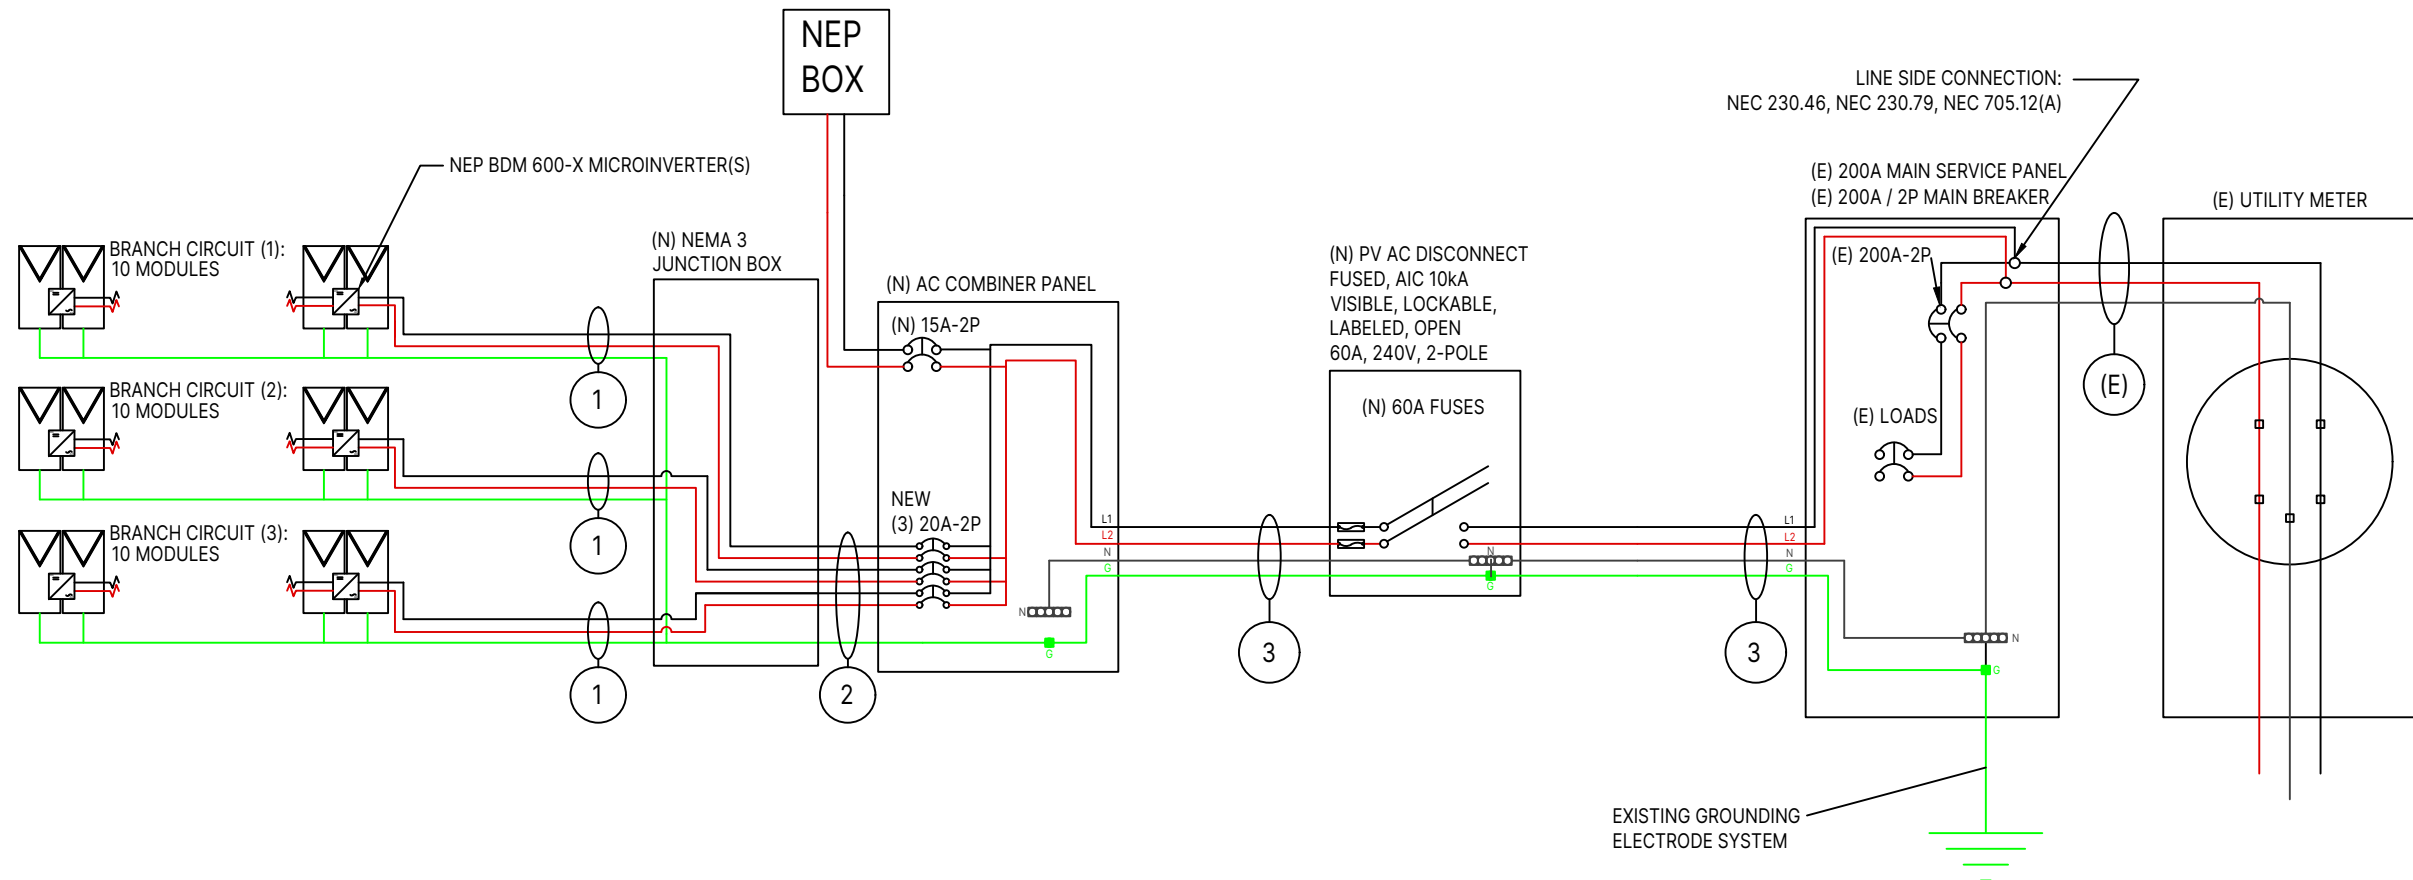 NEP
BOX
LINE SIDE CONNECTION:
NEC 230.46, NEC 230.79, NEC 705.12(A)
NEP BDM 600-X MICROINVERTER(S)
(E) 200A MAIN SERVICE PANEL
(E) 200A / 2P MAIN BREAKER
(E) UTILITY METER
BRANCH CIRCUIT (1):
10 MODULES
(N) NEMA 3
JUNCTION BOX
(N) AC COMBINER PANEL
(N) PV AC DISCONNECT
FUSED, AIC 10kA
VISIBLE, LOCKABLE,
LABELED, OPEN
60A, 240V, 2-POLE
(E) 200A-2P
(N) 15A-2P
(E)
BRANCH CIRCUIT (2):
10 MODULES
1
(N) 60A FUSES
(E) LOADS
NEW
(3) 20A-2P
BRANCH CIRCUIT (3):
10 MODULES
1
L1
L2
N
G
N
G
L1
L2
N
G
N
G
N
G
1
2
3
3
EXISTING GROUNDING
ELECTRODE SYSTEM